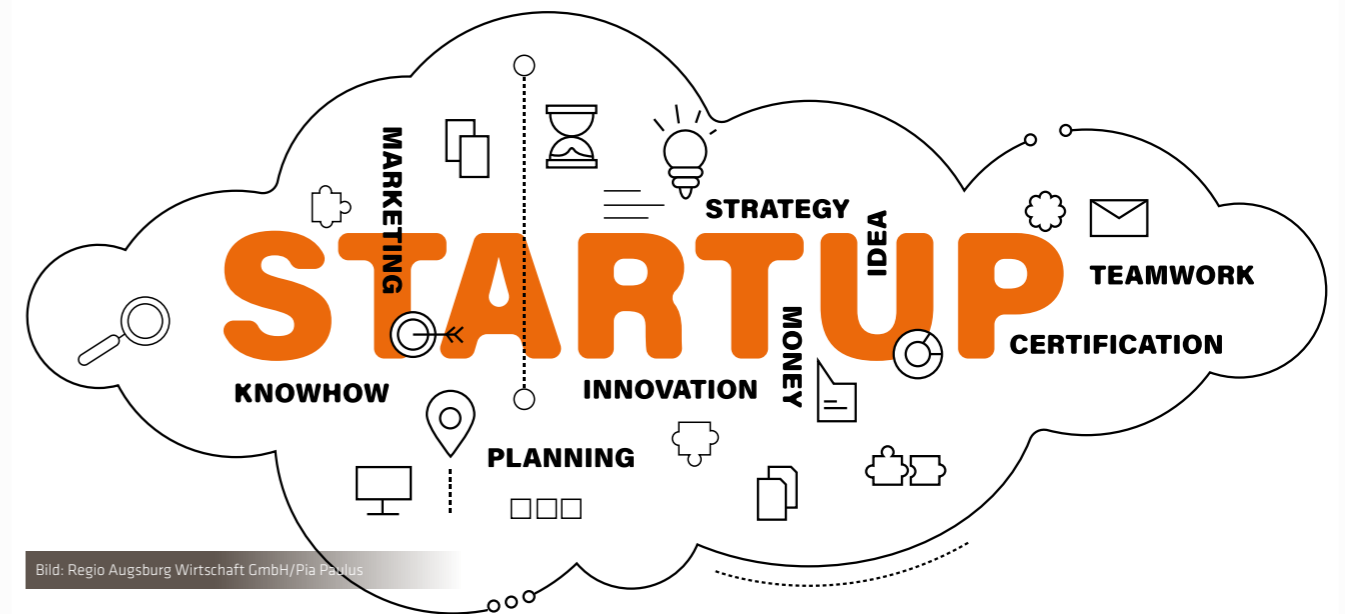 MARKETING
STRATEGY
IDEA
STARTUP
TEAMWORK
MONEY
CERTIFICATION
KNOWHOW
INNOVATION
PLANNING
Bild: Regio Augsburg Wirtschaft GmbH/Pia Paulus